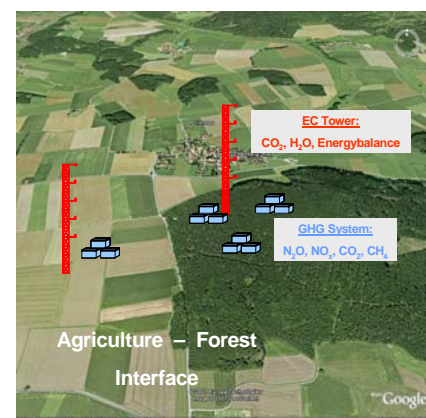 EC Tower:
CO₂, H₂O, Energybalance
GHG System:
N₂O, NOₓ, CO₂, CH₄
Agriculture – Forest
Interface
Google